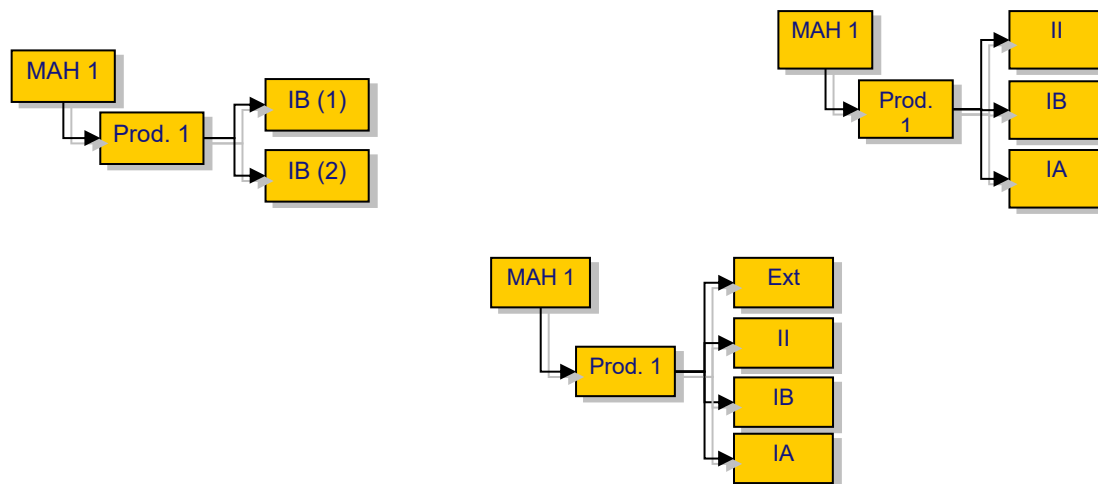 MAH 1
Prod. 1
IB (1)
IB (2)
MAH 1
Prod.
1
II
IB
IA
MAH 1
Prod. 1
Ext
II
IB
IA